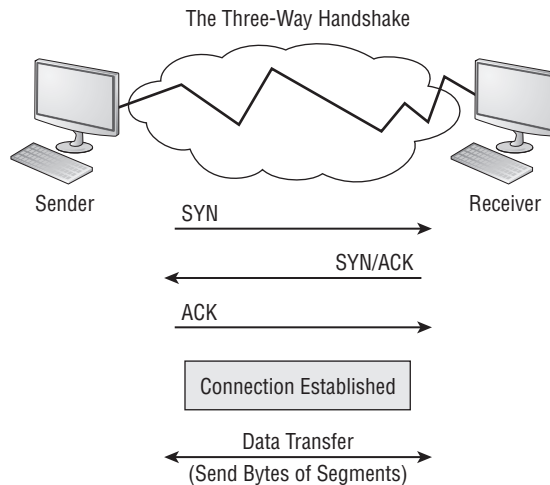 The Three-Way Handshake
Sender
Receiver
SYN
SYN/ACK
ACK
Connection Established
Data Transfer
(Send Bytes of Segments)